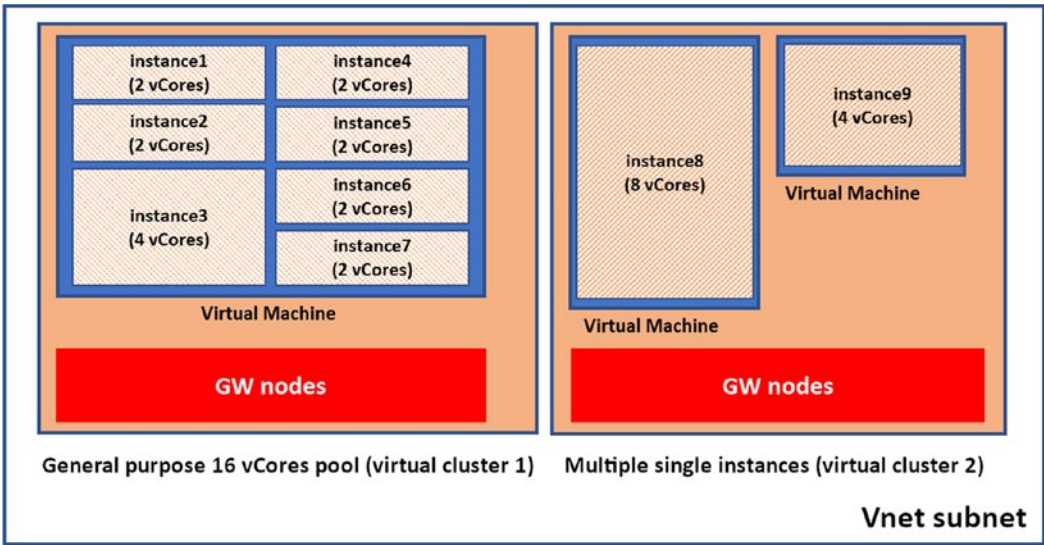 instance1
(2 vCores)
instance2
(2 vCores)
instance3
(4 vCores)
instance4
(2 vCores)
instance5
(2 vCores)
instance6
(2 vCores)
instance7
(2 vCores)
Virtual Machine
GW nodes
General purpose 16 vCores pool (virtual cluster 1)
instance8
(8 vCores)
Virtual Machine
instance9
(4 vCores)
Virtual Machine
GW nodes
Multiple single instances (virtual cluster 2)
Vnet subnet